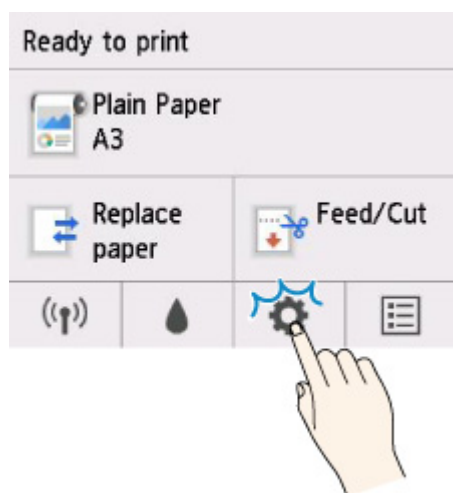 Ready to print
Plain Paper
A3
Replace
paper
Feed/Cut